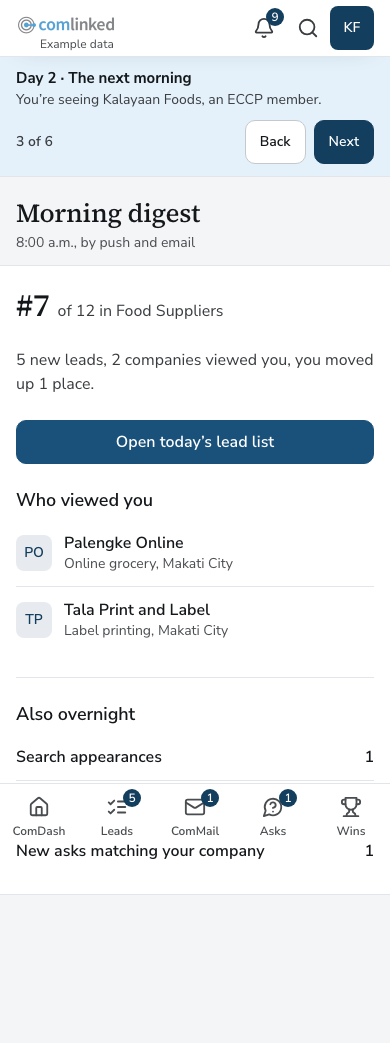 comlinked
Example data
9
KF
Day 2 · The next morning
You’re seeing Kalayaan Foods, an ECCP member.
3 of 6
Back
Next
Morning digest
8:00 a.m., by push and email
#7 of 12 in Food Suppliers
5 new leads, 2 companies viewed you, you moved
up 1 place.
Open today’s lead list
Who viewed you
PO
Palengke Online
Online grocery, Makati City
TP
Tala Print and Label
Label printing, Makati City
Also overnight
Search appearances 1
5
1
1
ComDash
Leads
ComMail
Asks
Wins
New asks matching your company 1